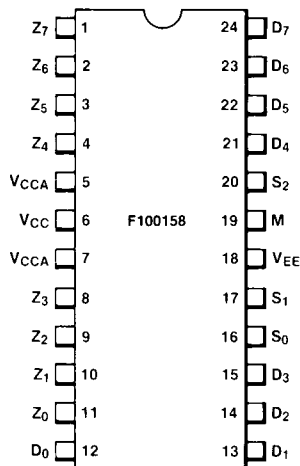 Z7 1 24 D7
Z6 2 23 D6
Z5 3 22 D5
Z4 4 21 D4
VCCA 5 20 S2
VCC 6 F100158 19 M
VCCA 7 18 VEE
Z3 8 17 S1
Z2 9 16 S0
Z1 10 15 D3
Z0 11 14 D2
D0 12 13 D1